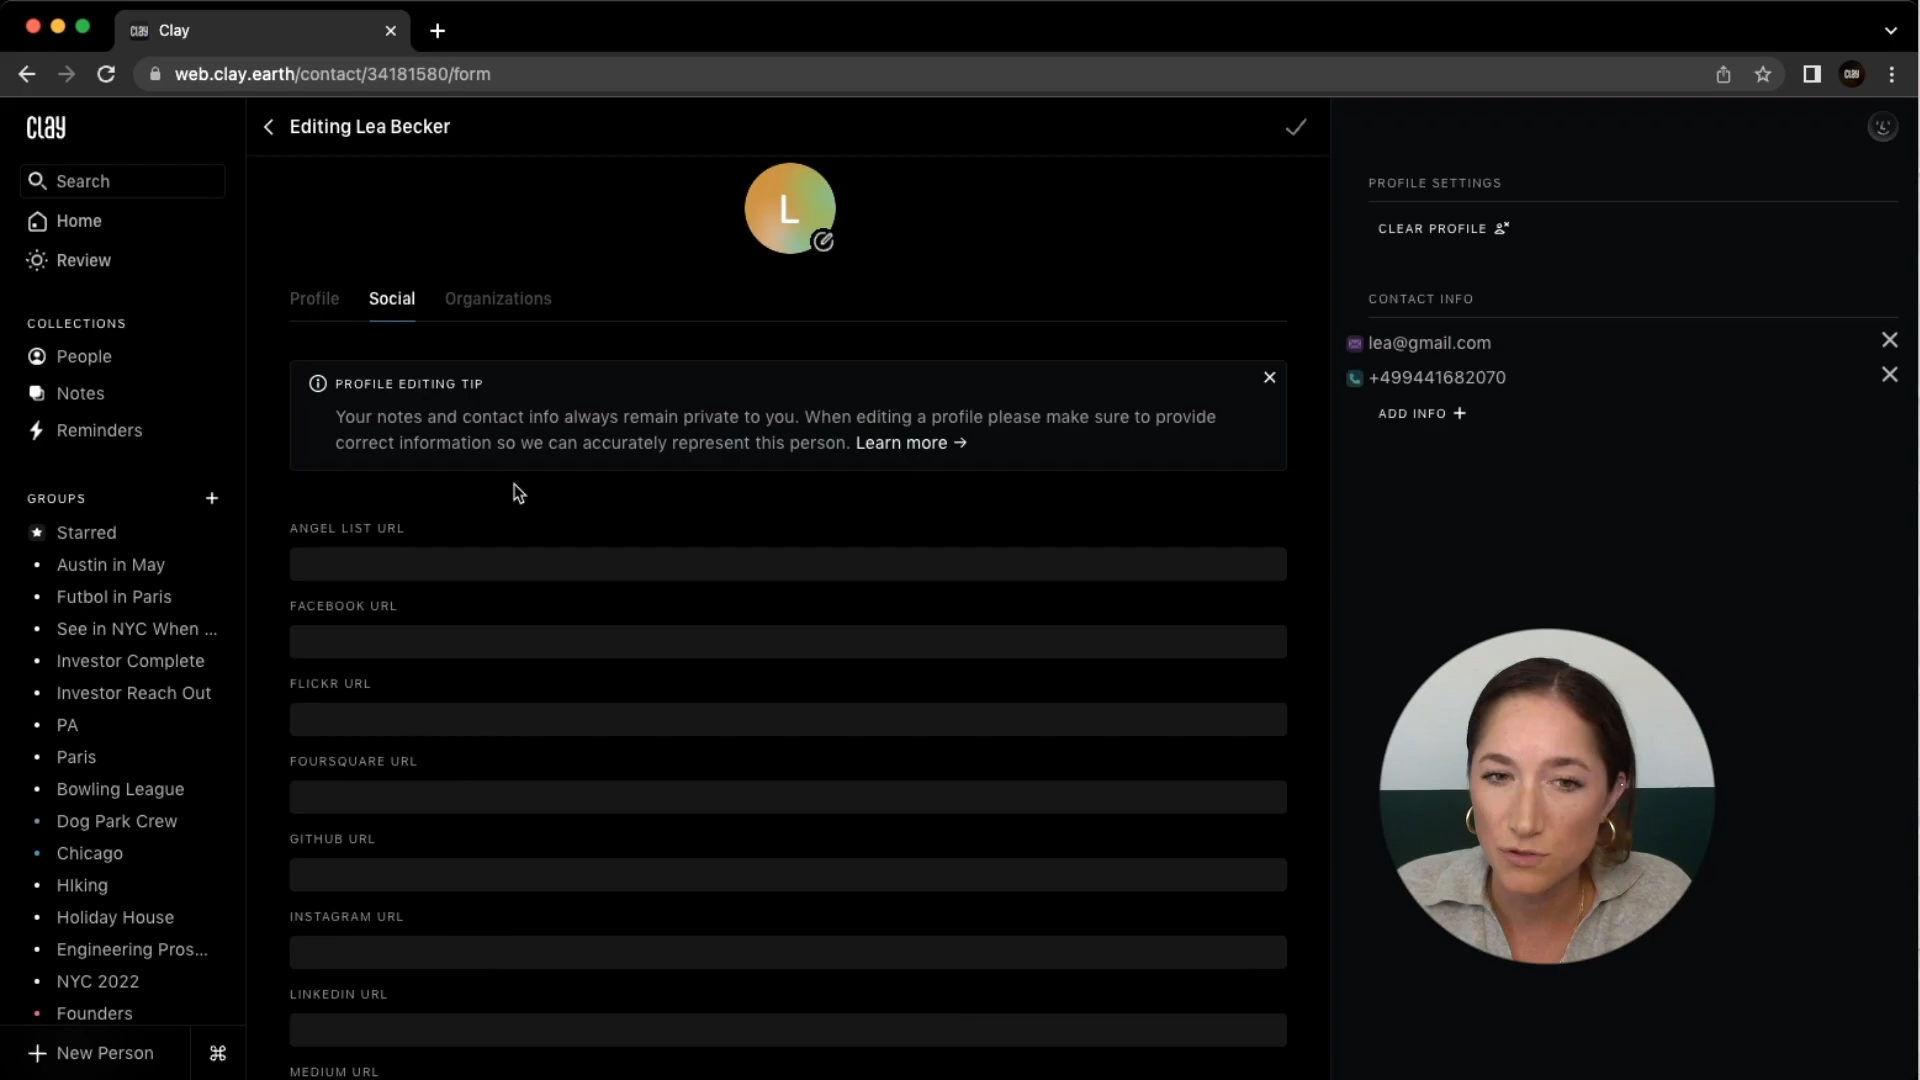 clay Clay
web.clay.earth/contact/34181580/form
clay
Clay
Search
Home
Review
COLLECTIONS
People
Notes
Reminders
GROUPS
Starred
Austin in May
Futbol in Paris
See in NYC When ...
Investor Complete
Investor Reach Out
PA
Paris
Bowling League
Dog Park Crew
Chicago
HIking
Holiday House
Engineering Pros...
NYC 2022
Founders
New Person ⌘
Editing Lea Becker
L
Profile Social Organizations
PROFILE EDITING TIP
Your notes and contact info always remain private to you. When editing a profile please make sure to provide
correct information so we can accurately represent this person. Learn more →
ANGEL LIST URL
FACEBOOK URL
FLICKR URL
FOURSQUARE URL
GITHUB URL
INSTAGRAM URL
LINKEDIN URL
MEDIUM URL
PROFILE SETTINGS
CLEAR PROFILE
CONTACT INFO
lea@gmail.com
+499441682070
ADD INFO +